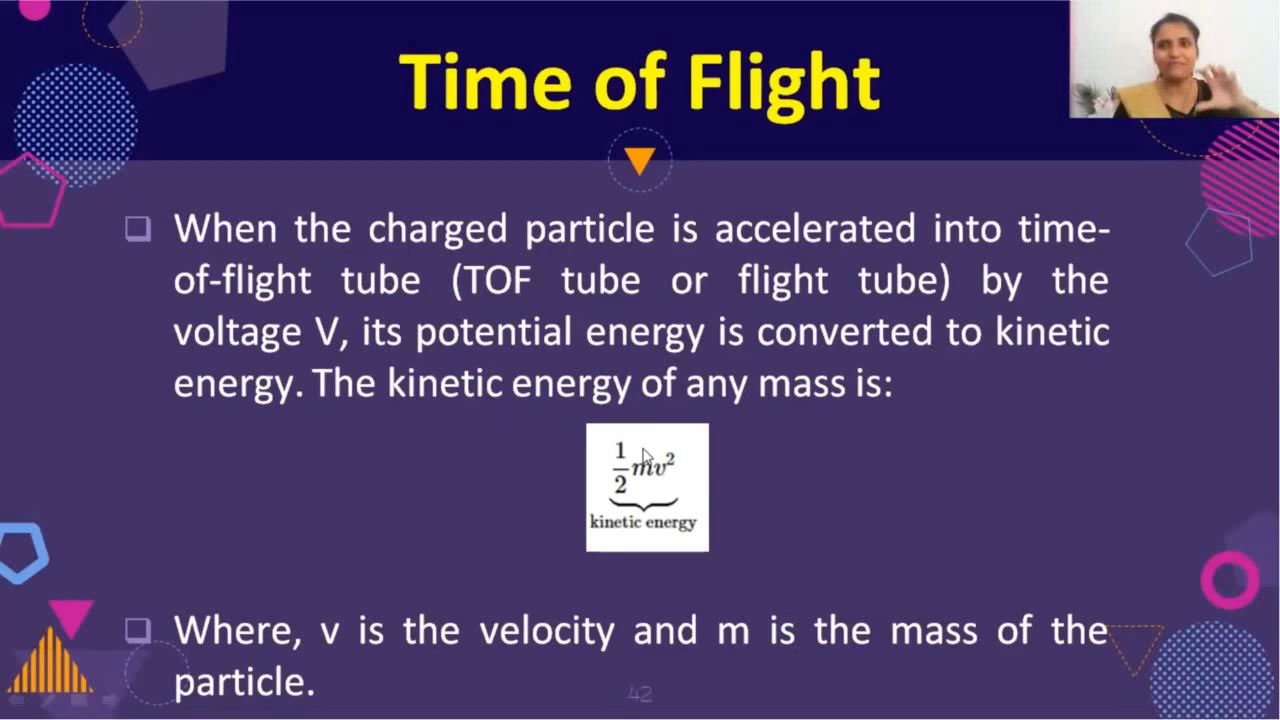 Time of Flight
When the charged particle is accelerated into time-
of-flight tube (TOF tube or flight tube) by the
voltage V, its potential energy is converted to kinetic
energy. The kinetic energy of any mass is:
1/2 mv²
kinetic energy
Where, v is the velocity and m is the mass of the
particle.
42